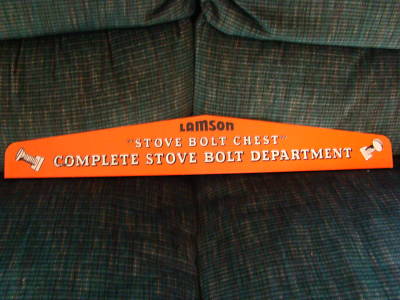 LAMSON
"STOVE BOLT CHEST"
COMPLETE STOVE BOLT DEPARTMENT